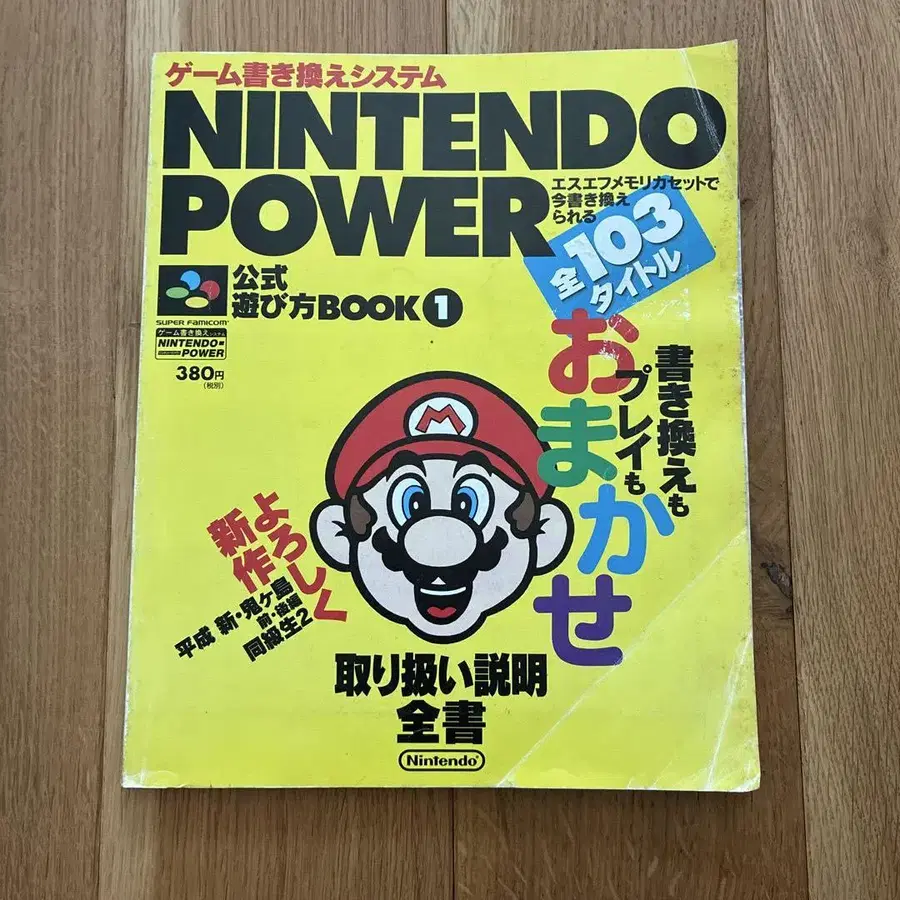 ゲーム書き換えシステム
NINTENDO
POWER
エスエフメモリカセットで
今書き換え
られる
全103
タイトル
SUPER FAMICOM
ゲーム書き換えシステム
NINTENDO
POWER
公式
遊び方BOOK1
380円
(税別)
書き換えも
プレイも
おまかせ
M
よろしく
新作
平成 新・鬼ヶ島
前・後編
同級生2
取り扱い説明
全書
Nintendo